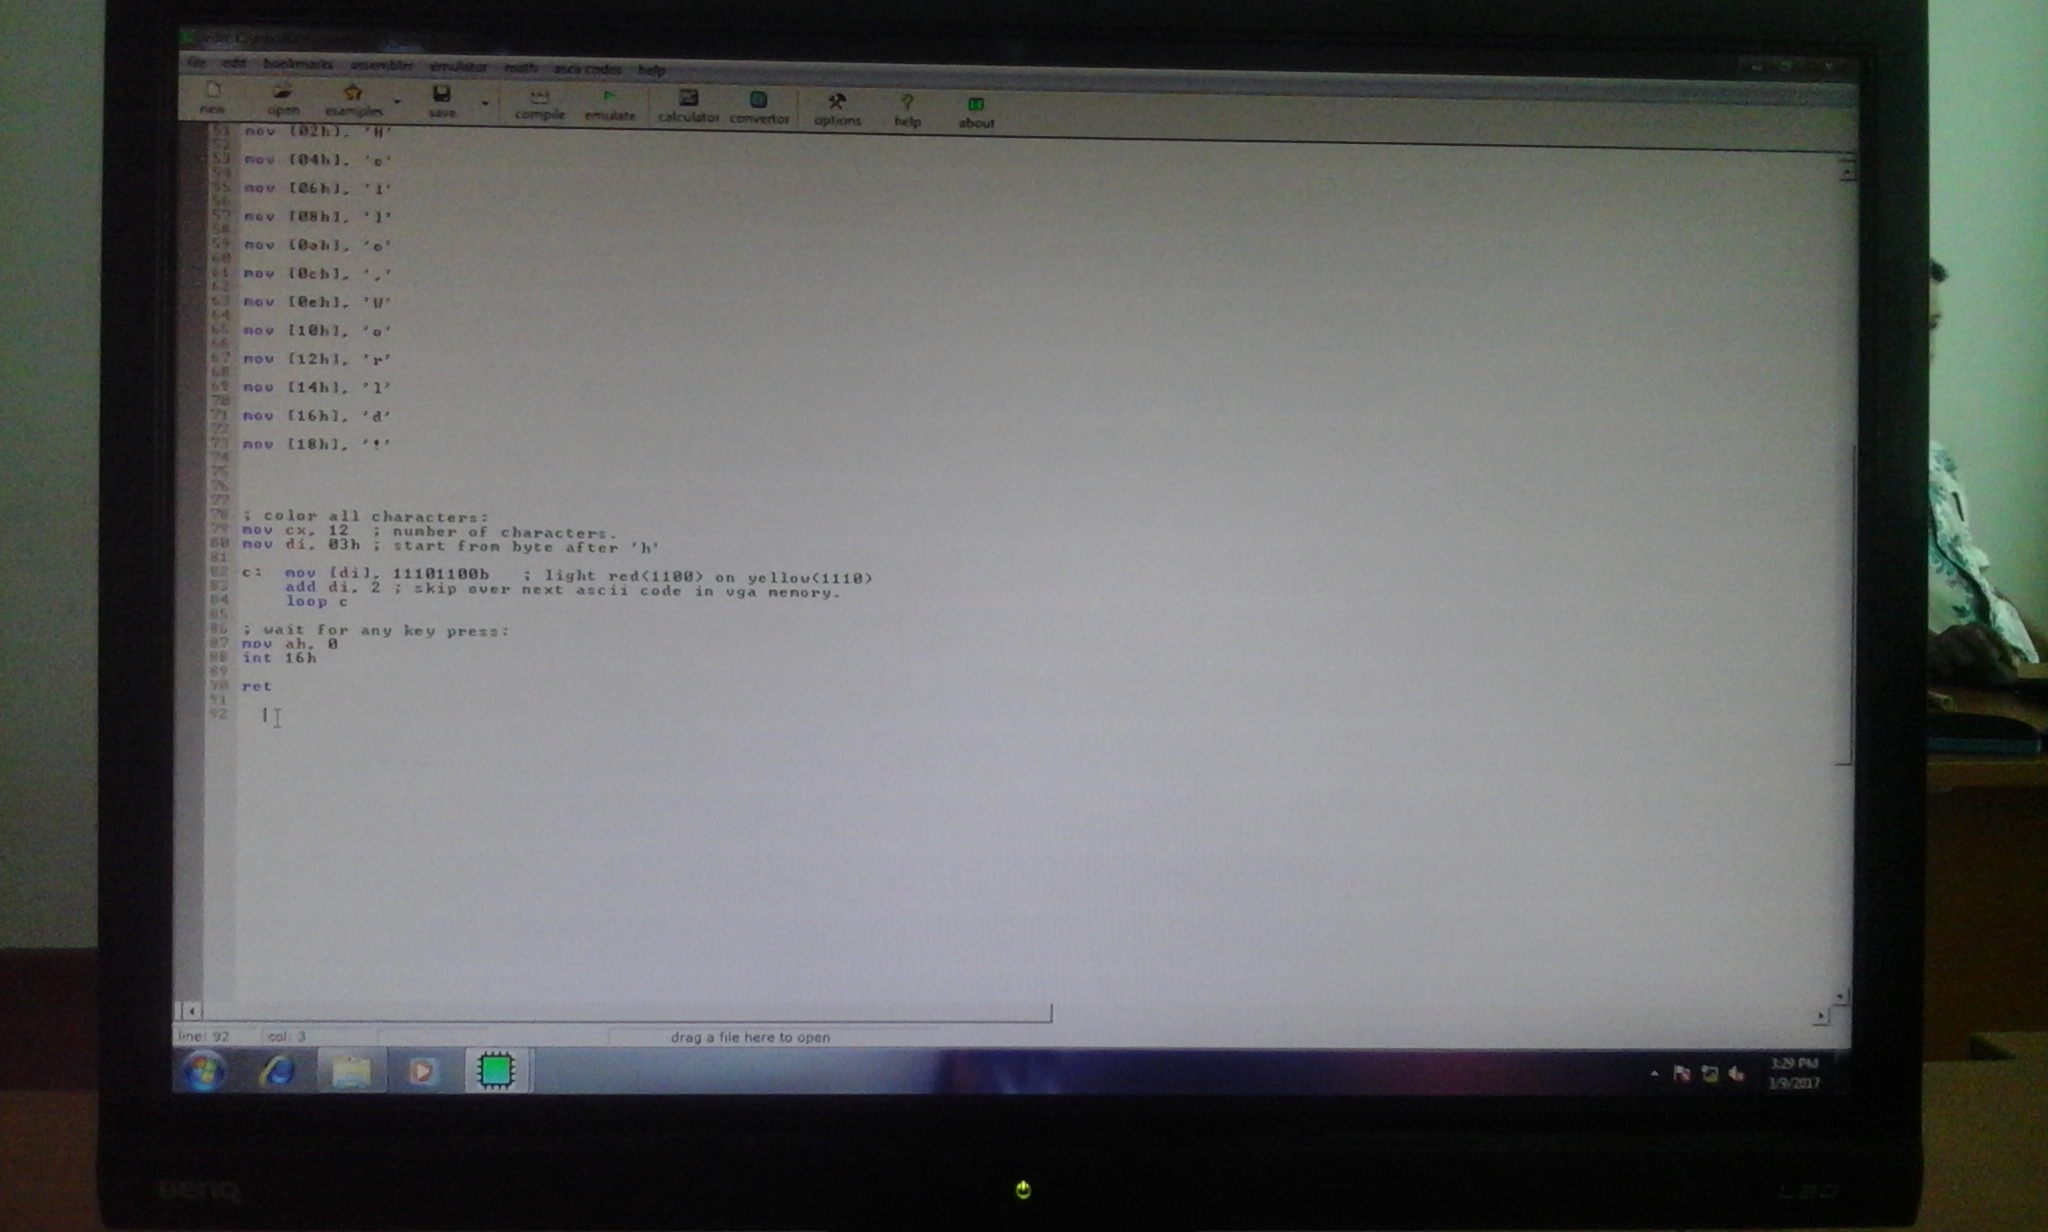 file edit bookmarks assembler emulator math ascii codes help
new open examples save compile emulate calculator convertor options help about
51 mov [02h], 'H'
52
53 mov [04h], 'e'
54
55 mov [06h], 'l'
56
57 mov [08h], 'l'
58
59 mov [0ah], 'o'
60
61 mov [0ch], ','
62
63 mov [0eh], 'W'
64
65 mov [10h], 'o'
66
67 mov [12h], 'r'
68
69 mov [14h], 'l'
70
71 mov [16h], 'd'
72
73 mov [18h], '!'
74
75
76
77
78 ; color all characters:
79 mov cx, 12 ; number of characters.
80 mov di, 03h ; start from byte after 'h'
81
82 c: mov [di], 11101100b ; light red(1100) on yellow(1110)
83 add di, 2 ; skip over next ascii code in vga memory.
84 loop c
85
86 ; wait for any key press:
87 mov ah, 0
88 int 16h
89
90 ret
91
92
line: 92 col: 3 drag a file here to open
3:29 PM
3/9/2017
BenQ